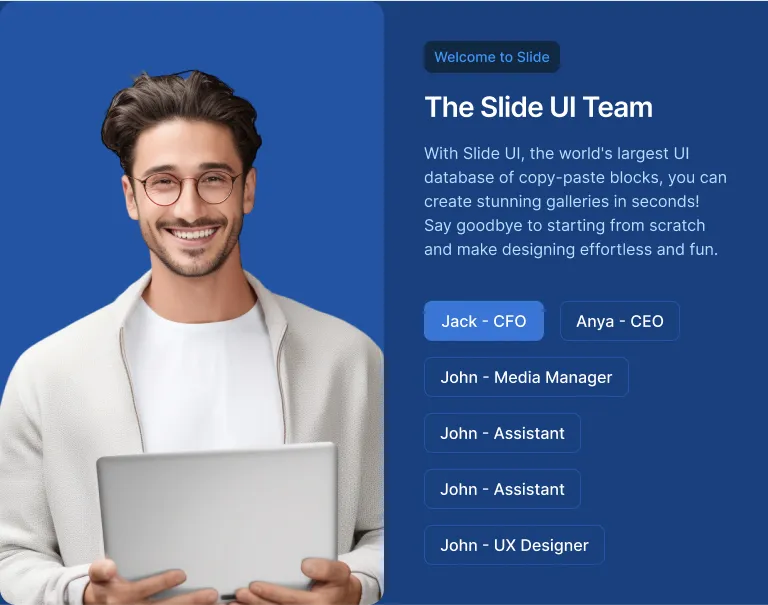 Welcome to Slide
The Slide UI Team
With Slide UI, the world's largest UI
database of copy-paste blocks, you can
create stunning galleries in seconds!
Say goodbye to starting from scratch
and make designing effortless and fun.
Jack - CFO
Anya - CEO
John - Media Manager
John - Assistant
John - Assistant
John - UX Designer